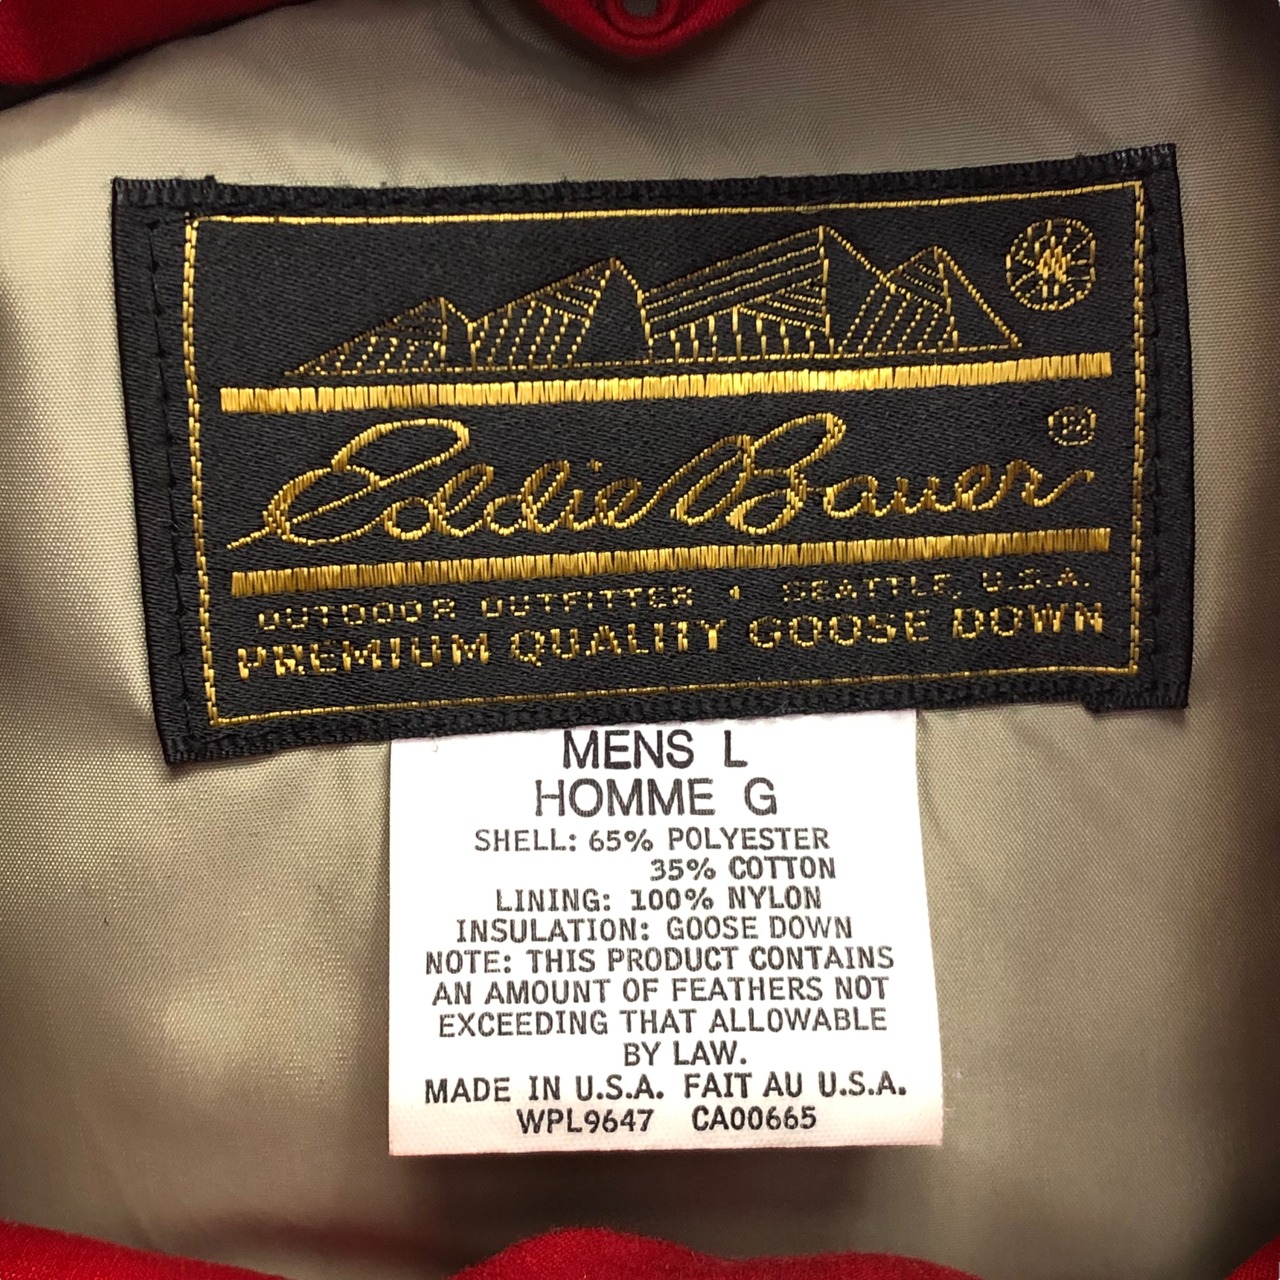 Eddie Bauer ®
OUTDOOR OUTFITTER • SEATTLE, U.S.A.
PREMIUM QUALITY GOOSE DOWN
MENS L
HOMME G
SHELL: 65% POLYESTER
35% COTTON
LINING: 100% NYLON
INSULATION: GOOSE DOWN
NOTE: THIS PRODUCT CONTAINS
AN AMOUNT OF FEATHERS NOT
EXCEEDING THAT ALLOWABLE
BY LAW.
MADE IN U.S.A. FAIT AU U.S.A.
WPL9647 CA00665